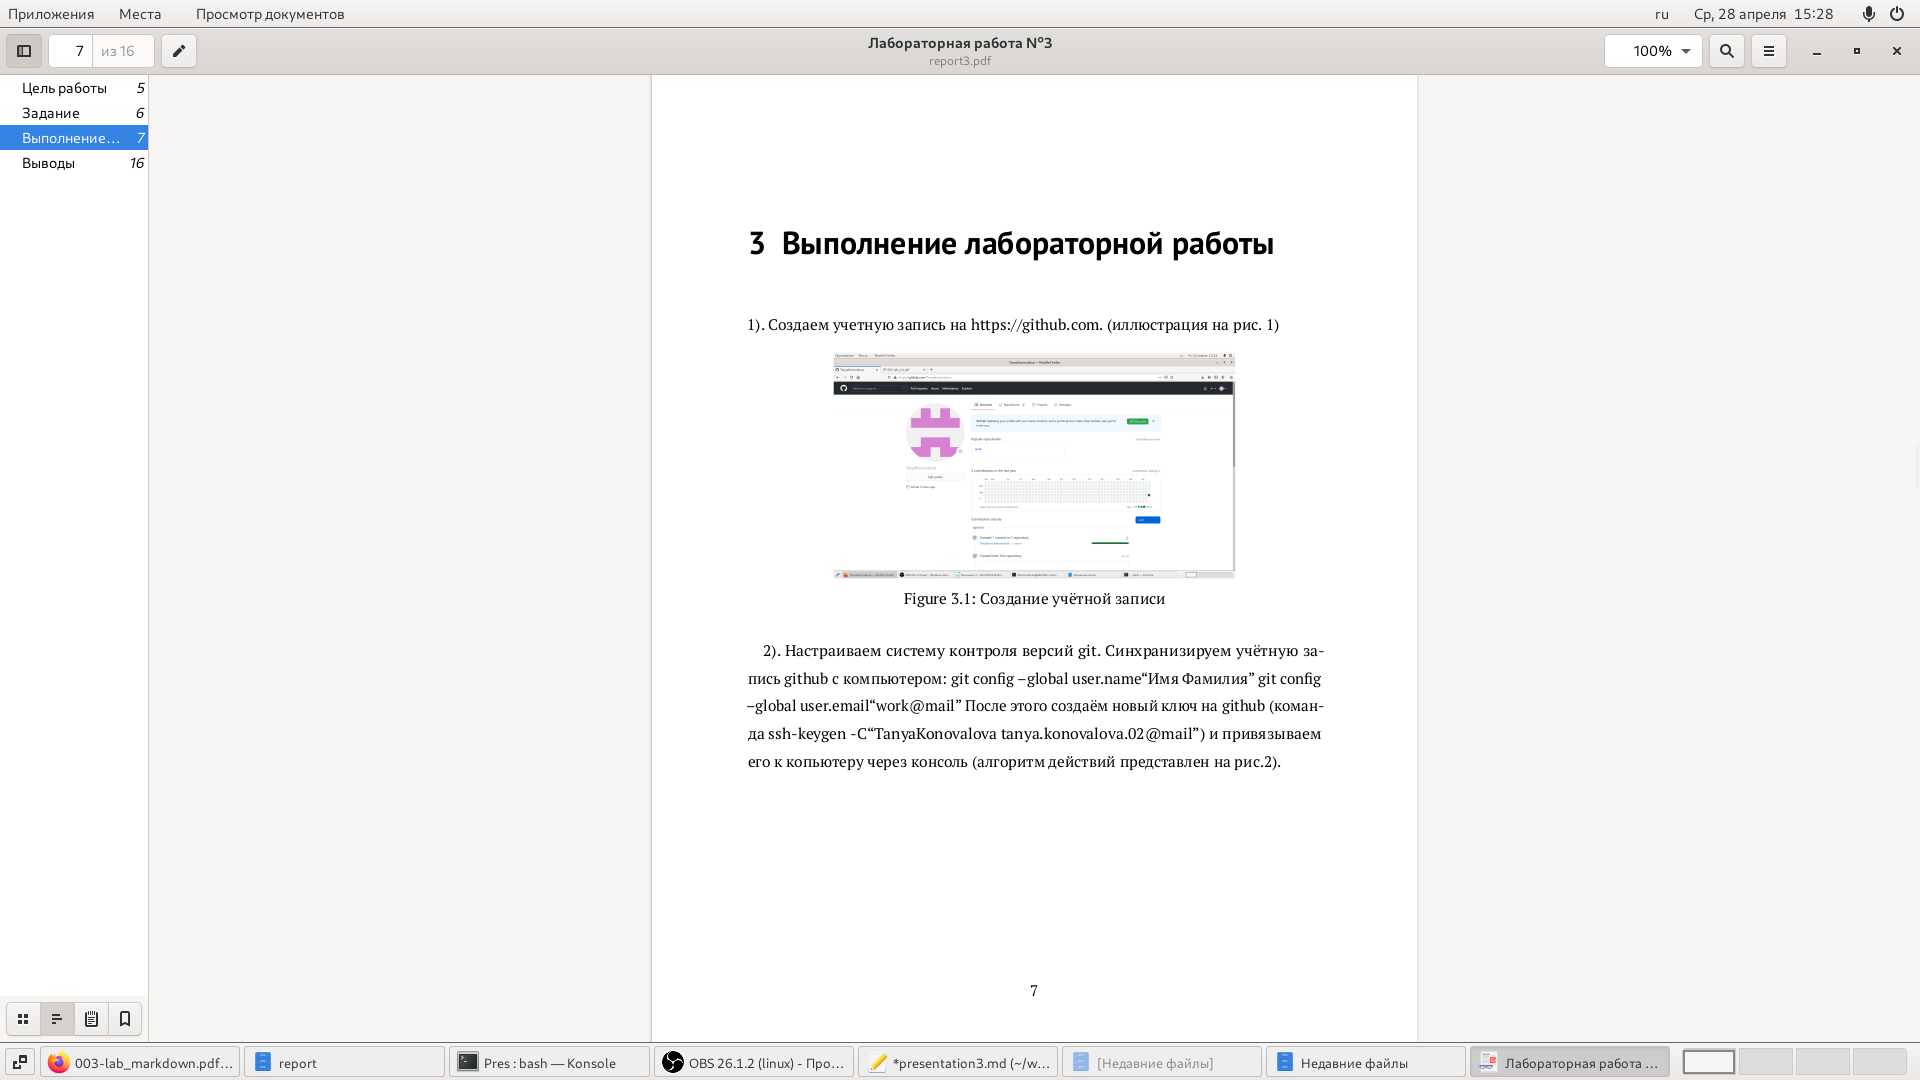 Приложения Места Просмотр документов ru Ср, 28 апреля 15:28
7 из 16 Лабораторная работа №3 100%
report3.pdf
Цель работы 5
Задание 6
Выполнение… 7
Выводы 16
3 Выполнение лабораторной работы
1). Создаем учетную запись на https://github.com. (иллюстрация на рис. 1)
Figure 3.1: Создание учётной записи
2). Настраиваем систему контроля версий git. Синхранизируем учётную за-
пись github с компьютером: git config –global user.name“Имя Фамилия” git config
–global user.email“work@mail” После этого создаём новый ключ на github (коман-
да ssh-keygen -C“TanyaKonovalova tanya.konovalova.02@mail”) и привязываем
его к копьютеру через консоль (алгоритм действий представлен на рис.2).
7
003-lab_markdown.pdf… report Pres : bash — Konsole OBS 26.1.2 (linux) - Про… *presentation3.md (~/w… [Недавние файлы] Недавние файлы Лабораторная работа …